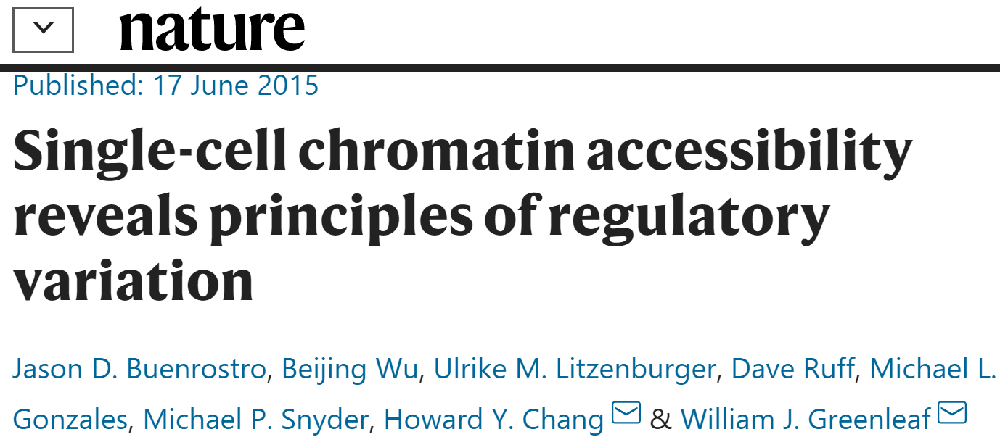 nature
Published: 17 June 2015
Single-cell chromatin accessibility
reveals principles of regulatory
variation
Jason D. Buenrostro, Beijing Wu, Ulrike M. Litzenburger, Dave Ruff, Michael L.
Gonzales, Michael P. Snyder, Howard Y. Chang & William J. Greenleaf